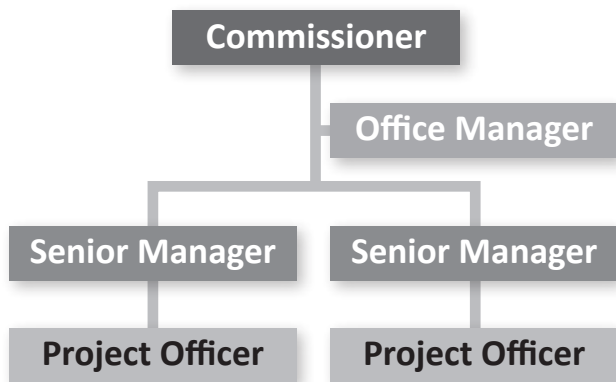 Commissioner
Office Manager
Senior Manager
Senior Manager
Project Officer
Project Officer